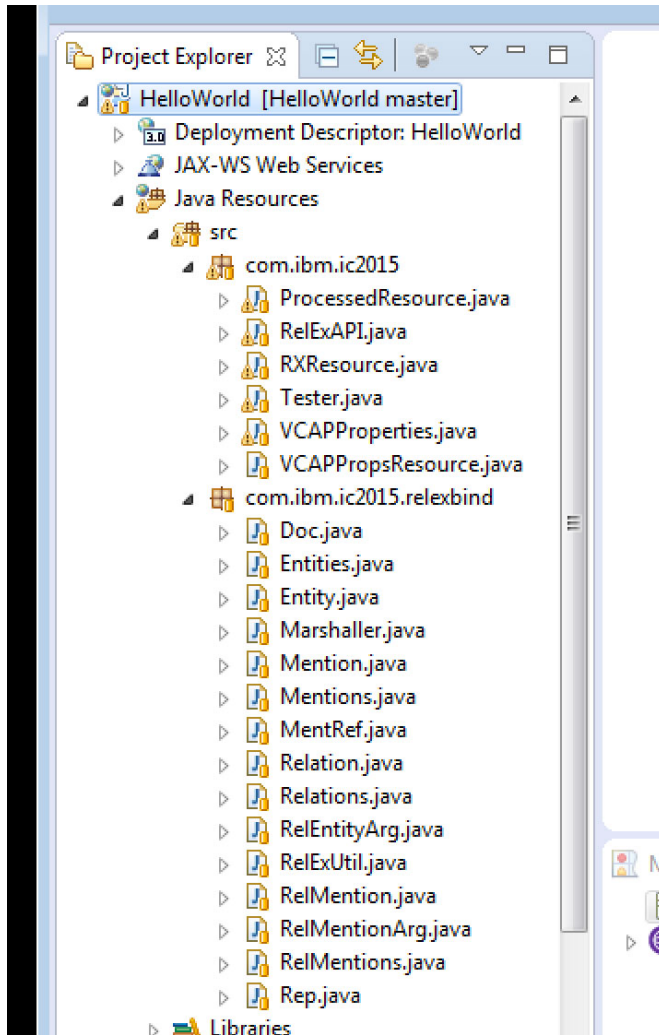 Project Explorer
HelloWorld [HelloWorld master]
3.0 Deployment Descriptor: HelloWorld
JAX-WS Web Services
Java Resources
src
com.ibm.ic2015
ProcessedResource.java
RelExAPI.java
RXResource.java
Tester.java
VCAPProperties.java
VCAPPropsResource.java
com.ibm.ic2015.relexbind
Doc.java
Entities.java
Entity.java
Marshaller.java
Mention.java
Mentions.java
MentRef.java
Relation.java
Relations.java
RelEntityArg.java
RelExUtil.java
RelMention.java
RelMentionArg.java
RelMentions.java
Rep.java
Libraries